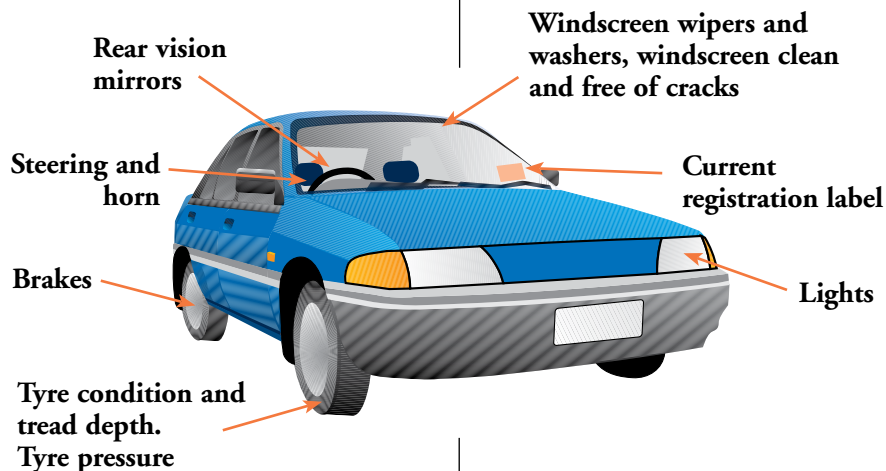 Rear vision
mirrors
Windscreen wipers and
washers, windscreen clean
and free of cracks
Steering and
horn
Current
registration label
Brakes
Lights
Tyre condition and
tread depth.
Tyre pressure